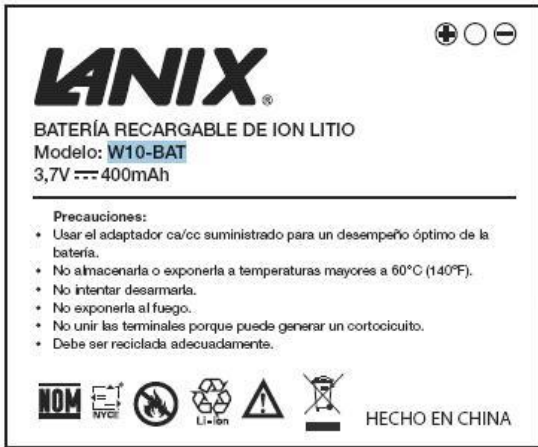 LANIX®
BATERÍA RECARGABLE DE ION LITIO
Modelo: W10-BAT
3,7V ⎓ 400mAh
Precauciones:
• Usar el adaptador ca/cc suministrado para un desempeño óptimo de la
batería.
• No almacenarla o exponerla a temperaturas mayores a 60°C (140°F).
• No intentar desarmarla.
• No exponerla al fuego.
• No unir las terminales porque puede generar un cortocicuito.
• Debe ser reciclada adecuadamente.
NOM
NYCE
Li-ion
HECHO EN CHINA